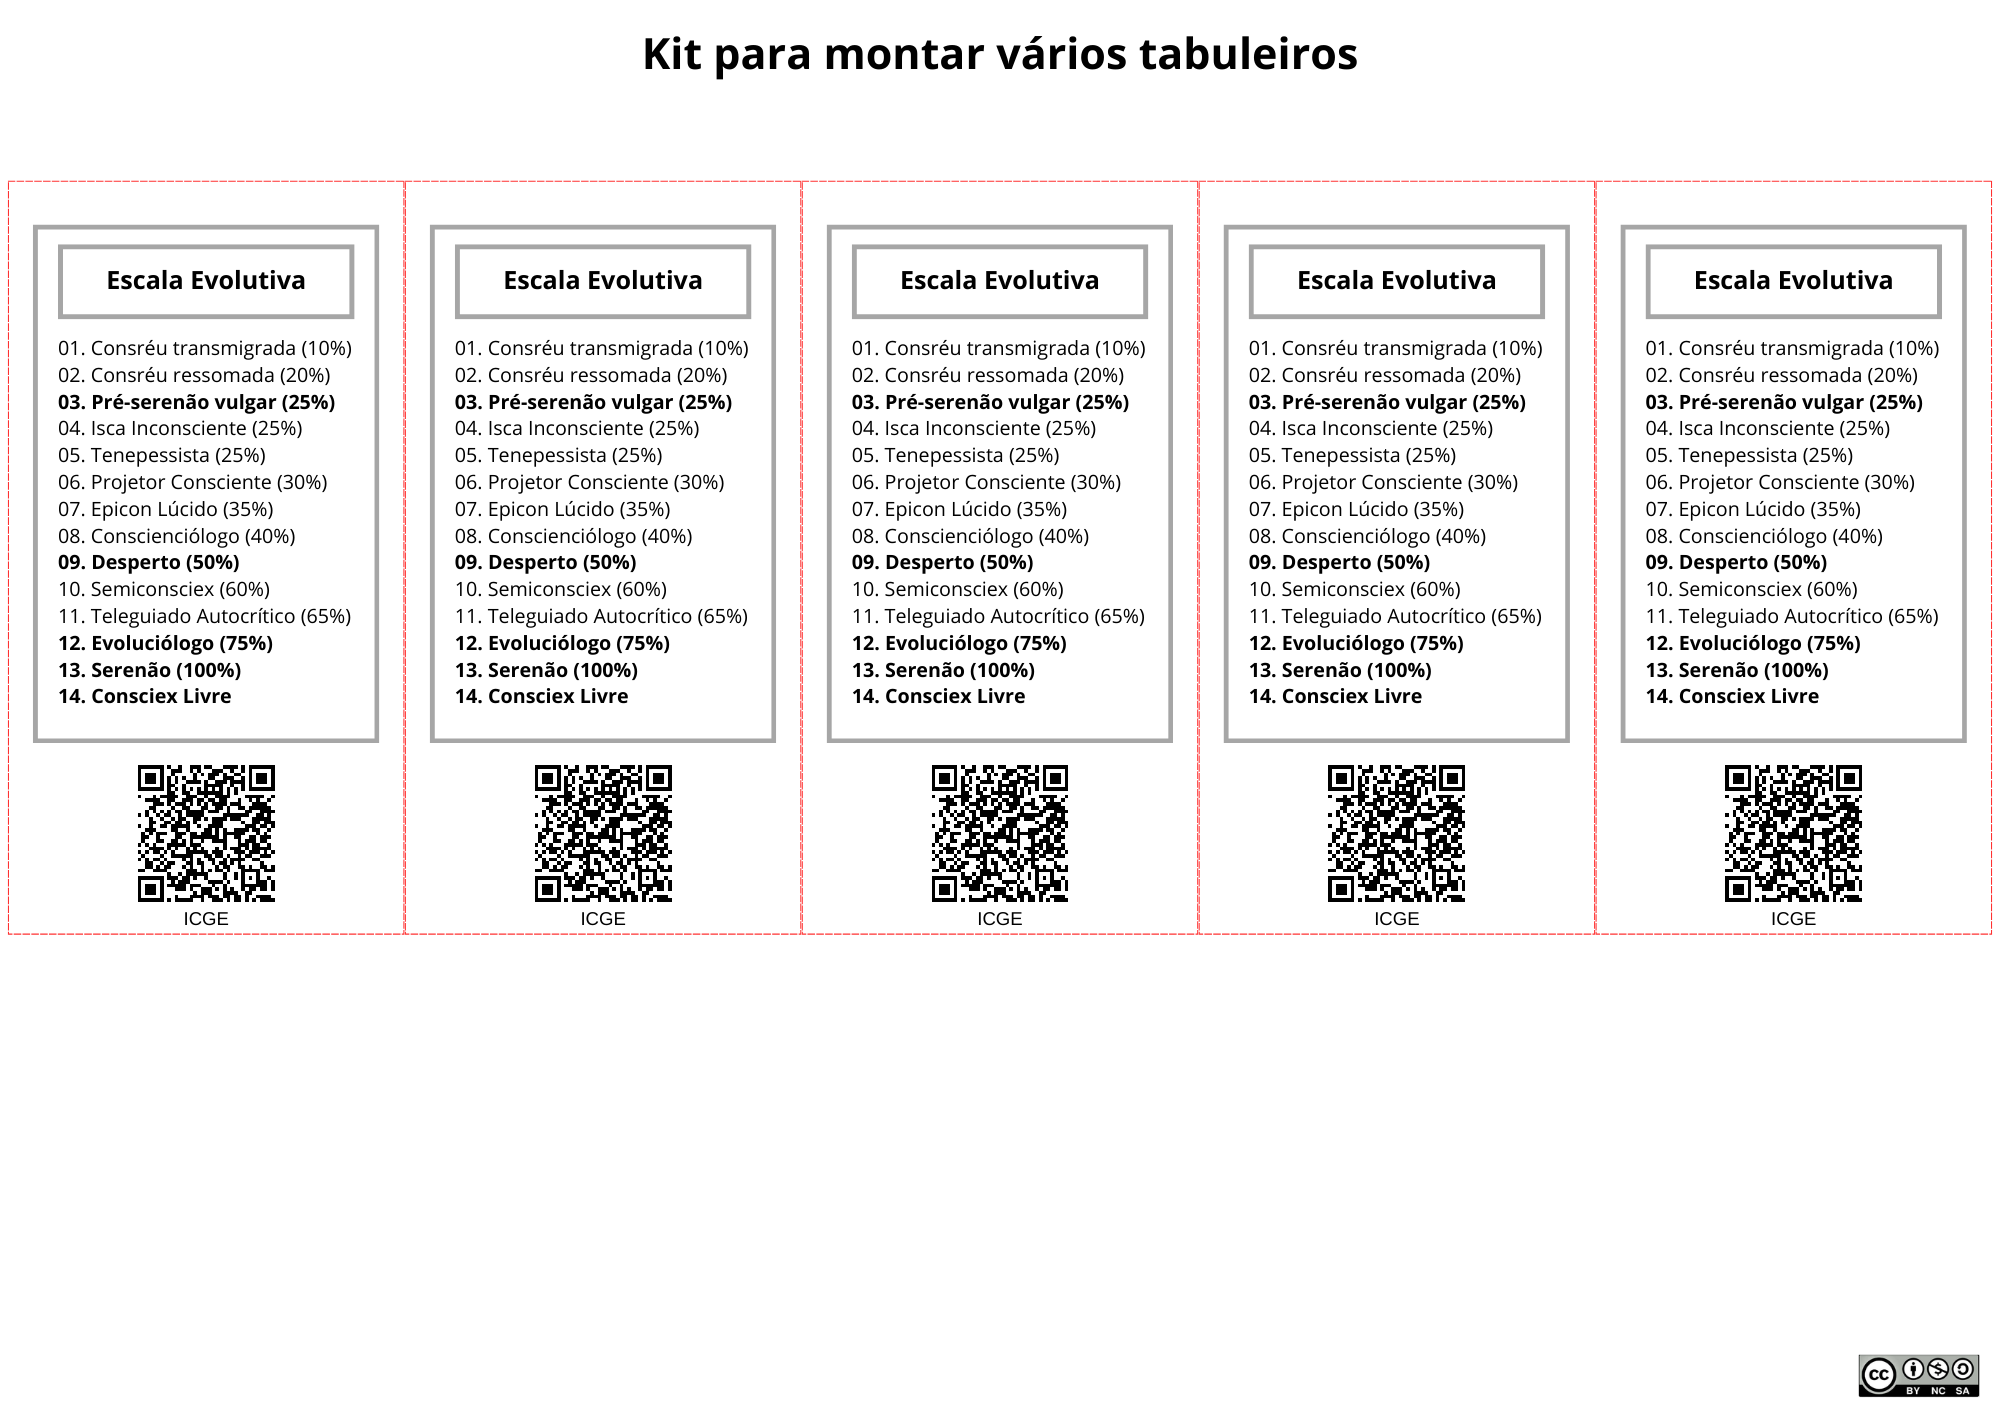 Kit para montar vários tabuleiros
Escala Evolutiva
01. Consréu transmigrada (10%)
02. Consréu ressomada (20%)
03. Pré-serenão vulgar (25%)
04. Isca Inconsciente (25%)
05. Tenepessista (25%)
06. Projetor Consciente (30%)
07. Epicon Lúcido (35%)
08. Conscienciólogo (40%)
09. Desperto (50%)
10. Semiconsciex (60%)
11. Teleguiado Autocrítico (65%)
12. Evoluciólogo (75%)
13. Serenão (100%)
14. Consciex Livre
ICGE
Escala Evolutiva
01. Consréu transmigrada (10%)
02. Consréu ressomada (20%)
03. Pré-serenão vulgar (25%)
04. Isca Inconsciente (25%)
05. Tenepessista (25%)
06. Projetor Consciente (30%)
07. Epicon Lúcido (35%)
08. Conscienciólogo (40%)
09. Desperto (50%)
10. Semiconsciex (60%)
11. Teleguiado Autocrítico (65%)
12. Evoluciólogo (75%)
13. Serenão (100%)
14. Consciex Livre
ICGE
Escala Evolutiva
01. Consréu transmigrada (10%)
02. Consréu ressomada (20%)
03. Pré-serenão vulgar (25%)
04. Isca Inconsciente (25%)
05. Tenepessista (25%)
06. Projetor Consciente (30%)
07. Epicon Lúcido (35%)
08. Conscienciólogo (40%)
09. Desperto (50%)
10. Semiconsciex (60%)
11. Teleguiado Autocrítico (65%)
12. Evoluciólogo (75%)
13. Serenão (100%)
14. Consciex Livre
ICGE
Escala Evolutiva
01. Consréu transmigrada (10%)
02. Consréu ressomada (20%)
03. Pré-serenão vulgar (25%)
04. Isca Inconsciente (25%)
05. Tenepessista (25%)
06. Projetor Consciente (30%)
07. Epicon Lúcido (35%)
08. Conscienciólogo (40%)
09. Desperto (50%)
10. Semiconsciex (60%)
11. Teleguiado Autocrítico (65%)
12. Evoluciólogo (75%)
13. Serenão (100%)
14. Consciex Livre
ICGE
Escala Evolutiva
01. Consréu transmigrada (10%)
02. Consréu ressomada (20%)
03. Pré-serenão vulgar (25%)
04. Isca Inconsciente (25%)
05. Tenepessista (25%)
06. Projetor Consciente (30%)
07. Epicon Lúcido (35%)
08. Conscienciólogo (40%)
09. Desperto (50%)
10. Semiconsciex (60%)
11. Teleguiado Autocrítico (65%)
12. Evoluciólogo (75%)
13. Serenão (100%)
14. Consciex Livre
ICGE
cc
BY NC SA